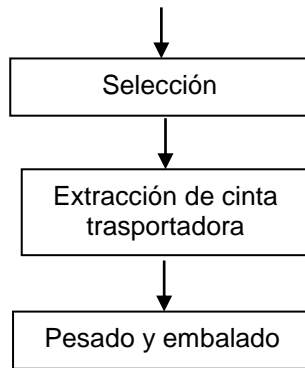 Selección
Extracción de cinta
trasportadora
Pesado y embalado